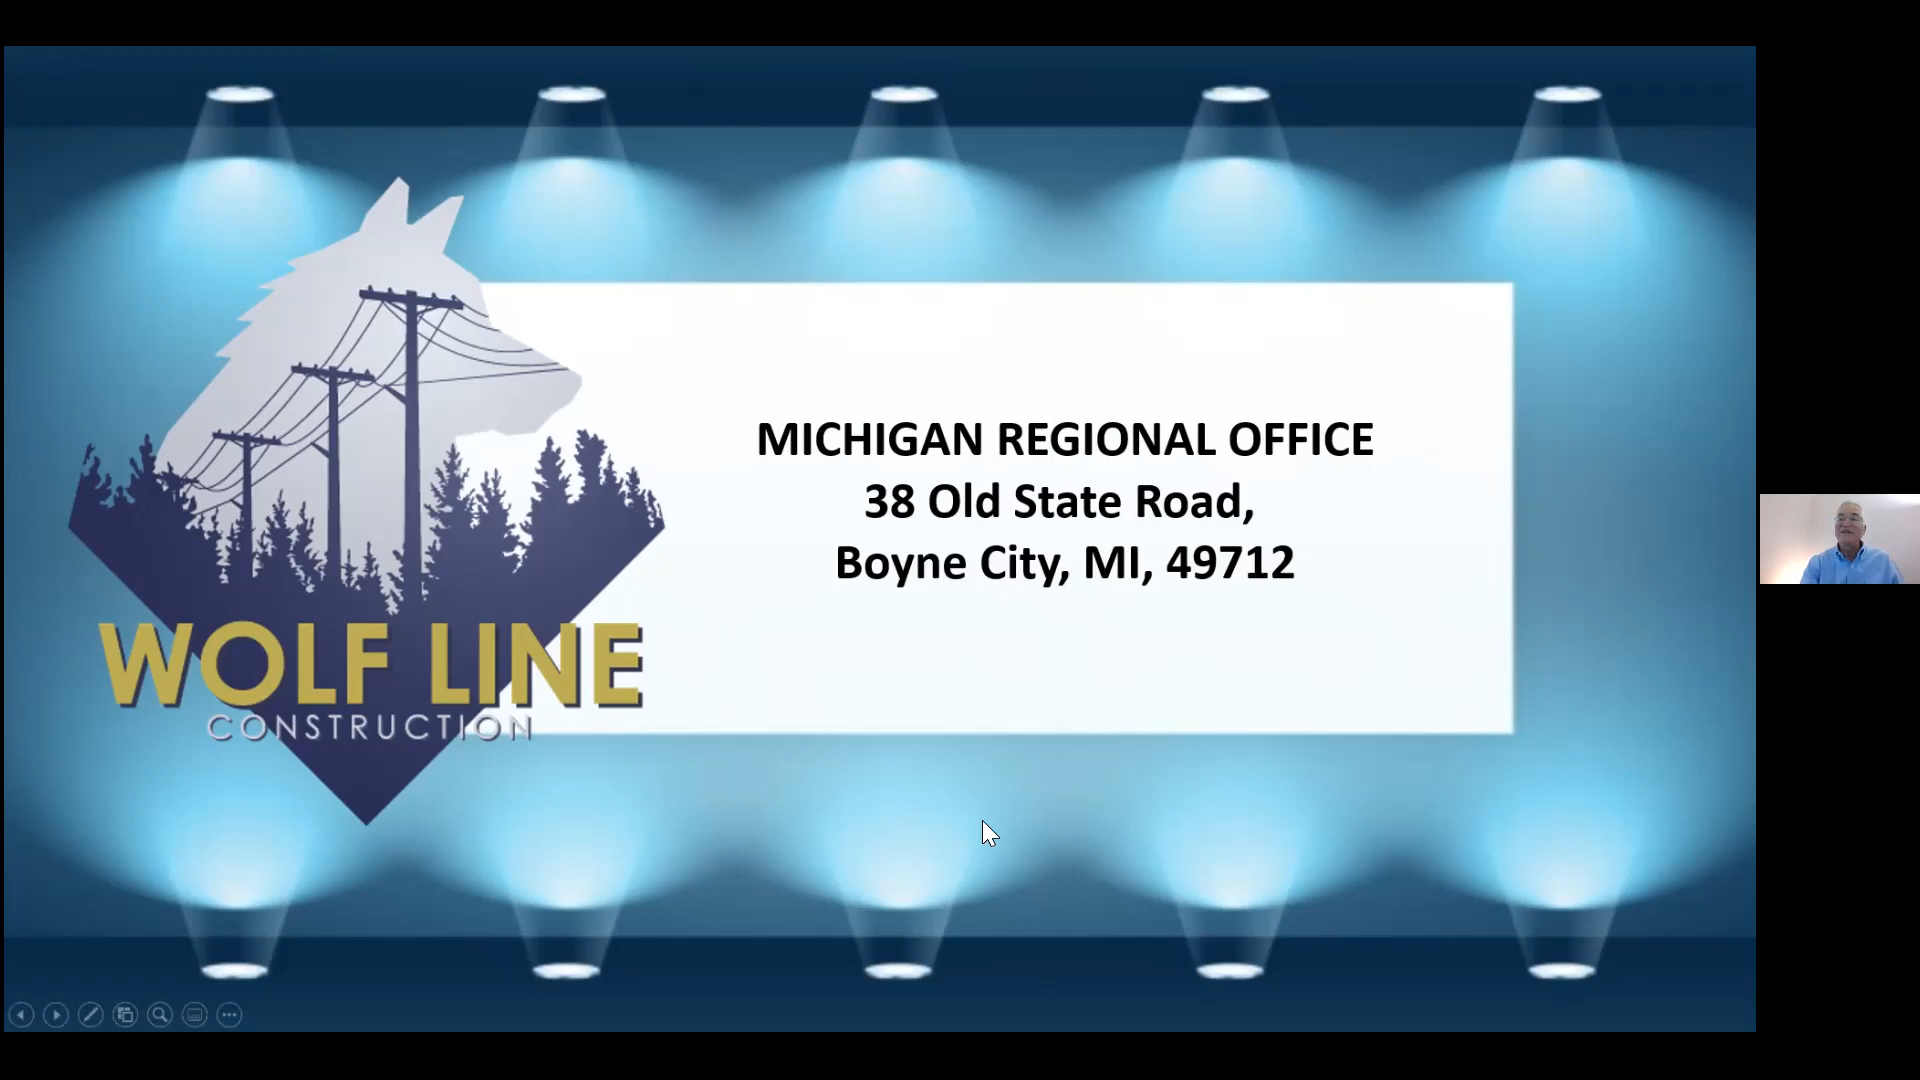 MICHIGAN REGIONAL OFFICE
38 Old State Road,
Boyne City, MI, 49712
WOLF LINE
CONSTRUCTION